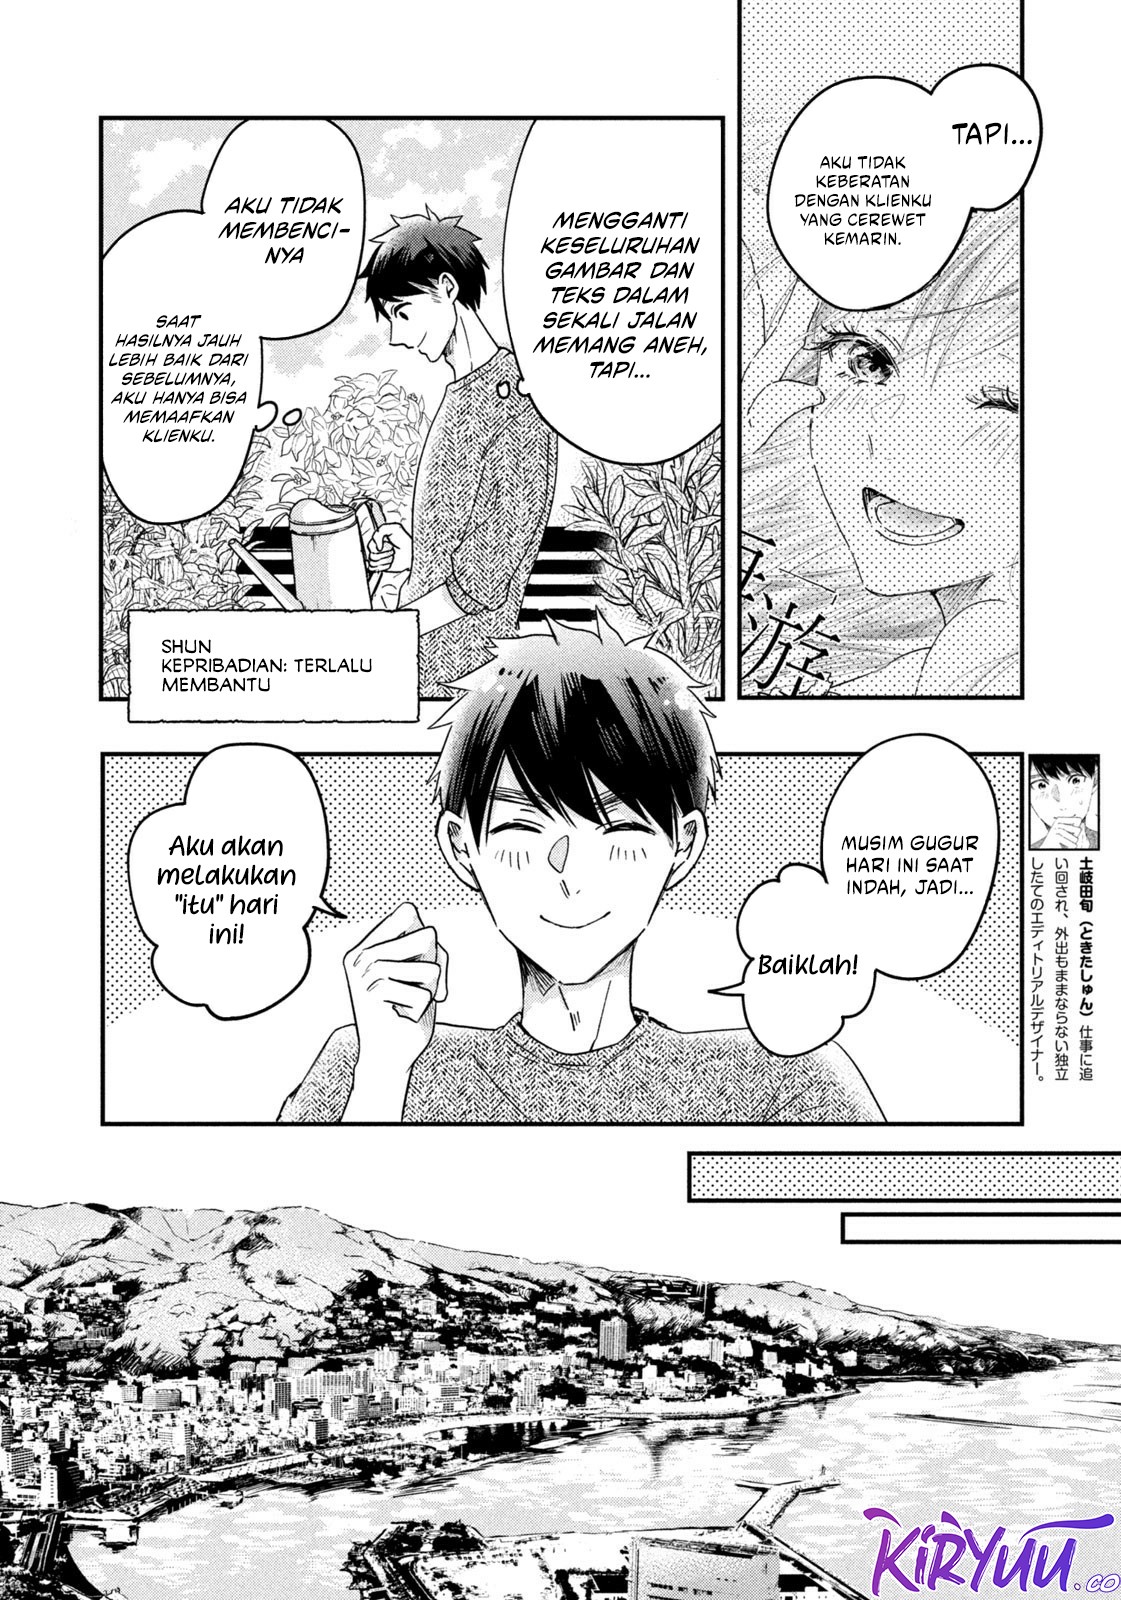 TAPI...
AKU TIDAK
KEBERATAN
DENGAN KLIENKU
YANG CEREWET
KEMARIN.
MENGGANTI
KESELURUHAN
GAMBAR DAN
TEKS DALAM
SEKALI JALAN
MEMANG ANEH,
TAPI...
AKU TIDAK
MEMBENCI-
NYA
SAAT
HASILNYA JAUH
LEBIH BAIK DARI
SEBELUMNYA,
AKU HANYA BISA
MEMAAFKAN
KLIENKU.
SHUN
KEPRIBADIAN: TERLALU
MEMBANTU
MUSIM GUGUR
HARI INI SAAT
INDAH, JADI...
Baiklah!
Aku akan
melakukan
"itu" hari
ini!
土岐田旬（ときたしゅん）仕事に追
い回され、外出もままならない独立
したてのエディトリアルデザイナー。
KIRYUU.CO